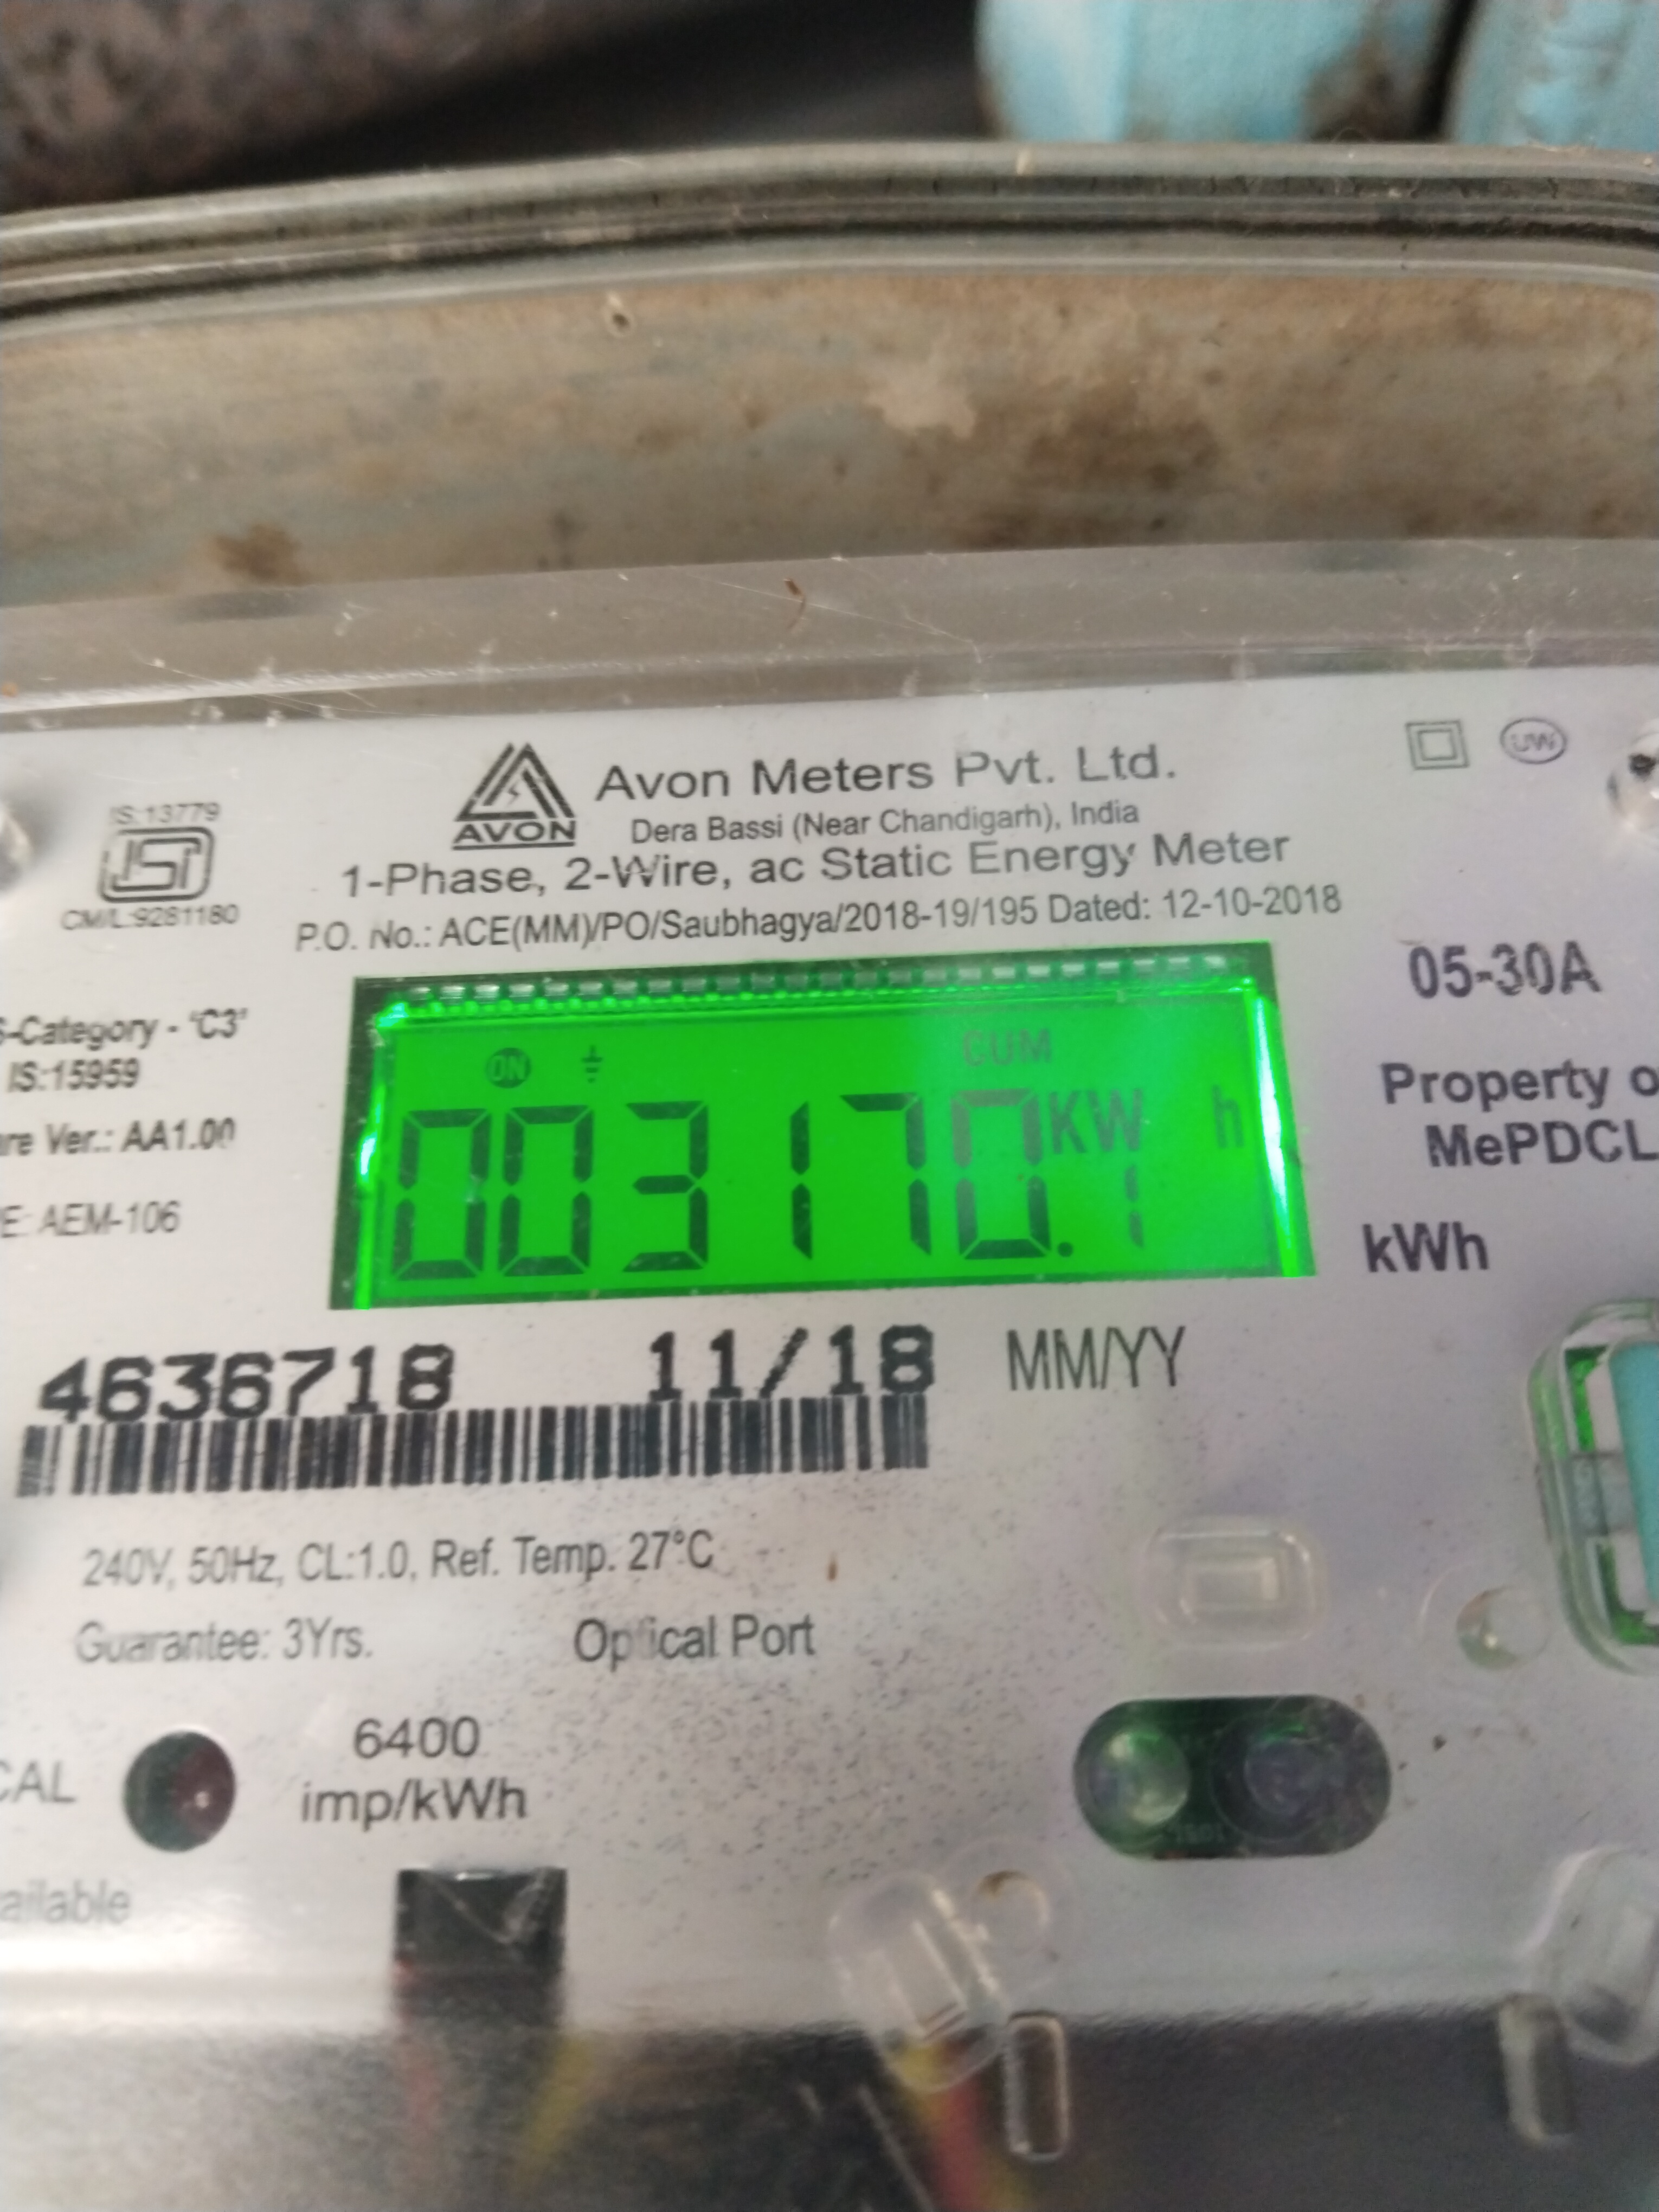 IS:13779
CM/L:9281180
AVON
Avon Meters Pvt. Ltd.
Dera Bassi (Near Chandigarh), India
1-Phase, 2-Wire, ac Static Energy Meter
P.O. No.: ACE(MM)/PO/Saubhagya/2018-19/195 Dated: 12-10-2018
UW
05-30A
-Category - 'C3'
IS:15959
Ver.: AA1.00
AEM-106
ON CUM
003170.1 KW h
Property
MePDCL
kWh
4636718 11/18 MM/YY
240V, 50Hz, CL:1.0, Ref. Temp. 27°C
Guarantee: 3Yrs. Optical Port
CAL
6400
imp/kWh